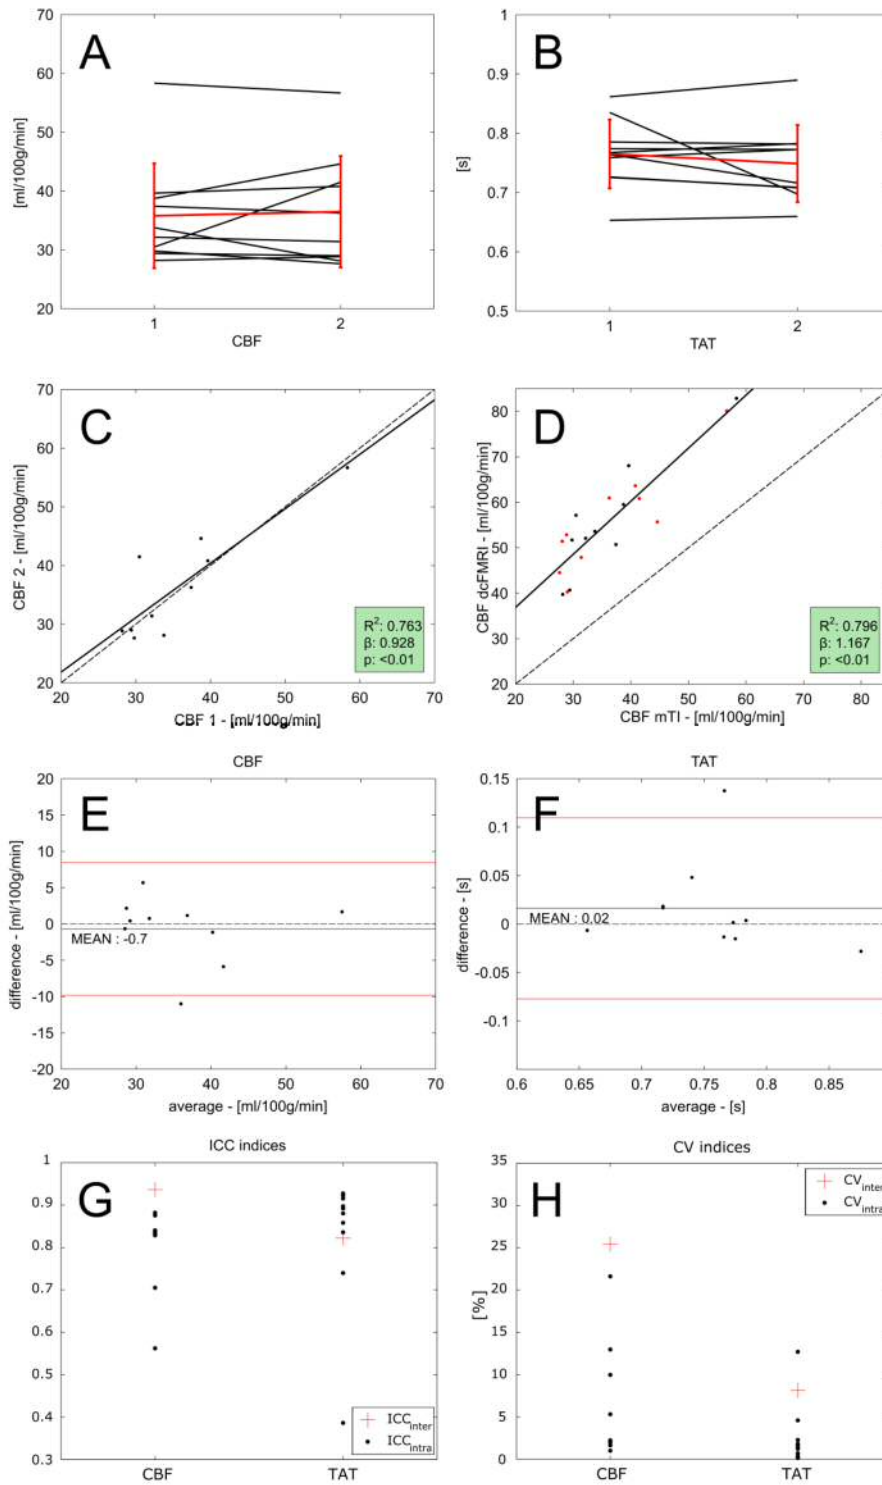 A
B
70
60
50
40
30
20
[ml/100g/min]
1
2
CBF
1
0.9
0.8
0.7
0.6
0.5
[s]
1
2
TAT
C
D
70
60
50
40
30
20
CBF 2 - [ml/100g/min]
R²: 0.763
β: 0.928
p: <0.01
20
30
40
50
60
70
CBF 1 - [ml/100g/min]
80
70
60
50
40
30
20
CBF dcFMRI - [ml/100g/min]
R²: 0.796
β: 1.167
p: <0.01
20
30
40
50
60
70
80
CBF mTI - [ml/100g/min]
CBF
E
20
15
10
5
0
-5
-10
-15
-20
difference - [ml/100g/min]
MEAN : -0.7
20
30
40
50
60
70
average - [ml/100g/min]
TAT
F
0.15
0.1
0.05
0
-0.05
-0.1
difference - [s]
MEAN : 0.02
0.6
0.65
0.7
0.75
0.8
0.85
average - [s]
ICC indices
G
1
0.9
0.8
0.7
0.6
0.5
0.4
0.3
ICC inter
ICC intra
CBF
TAT
CV indices
H
35
30
25
20
15
10
5
0
[%]
CV inter
CV intra
CBF
TAT